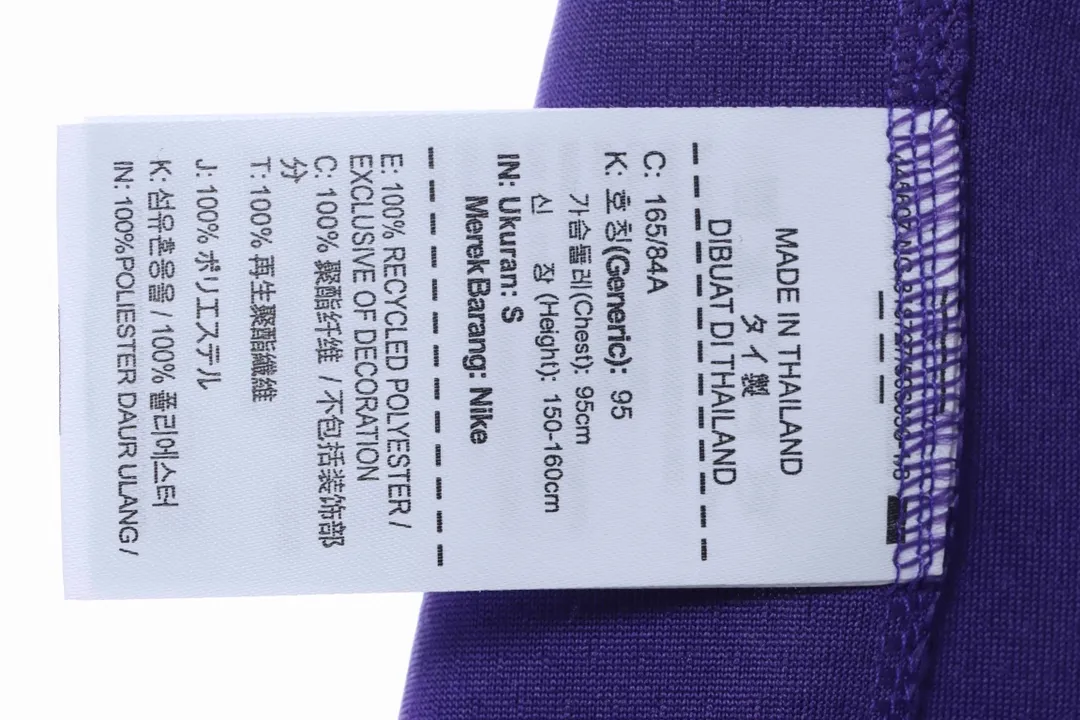 MADE IN THAILAND
タイ製
DIBUAT DI THAILAND
C: 165/84A
K: 호 칭(Generic): 95
가슴둘레(Chest): 95cm
신 장 (Height): 150-160cm
IN: Ukuran: S
MerekBarang: Nike
E: 100% RECYCLED POLYESTER /
EXCLUSIVE OF DECORATION
C: 100% 聚酯纤维 / 不包括装饰部
分
T: 100% 再生聚酯纖維
J: 100% ポリエステル
K: 섬유혼용율 / 100% 폴리에스터
IN: 100%POLIESTER DAUR ULANG /